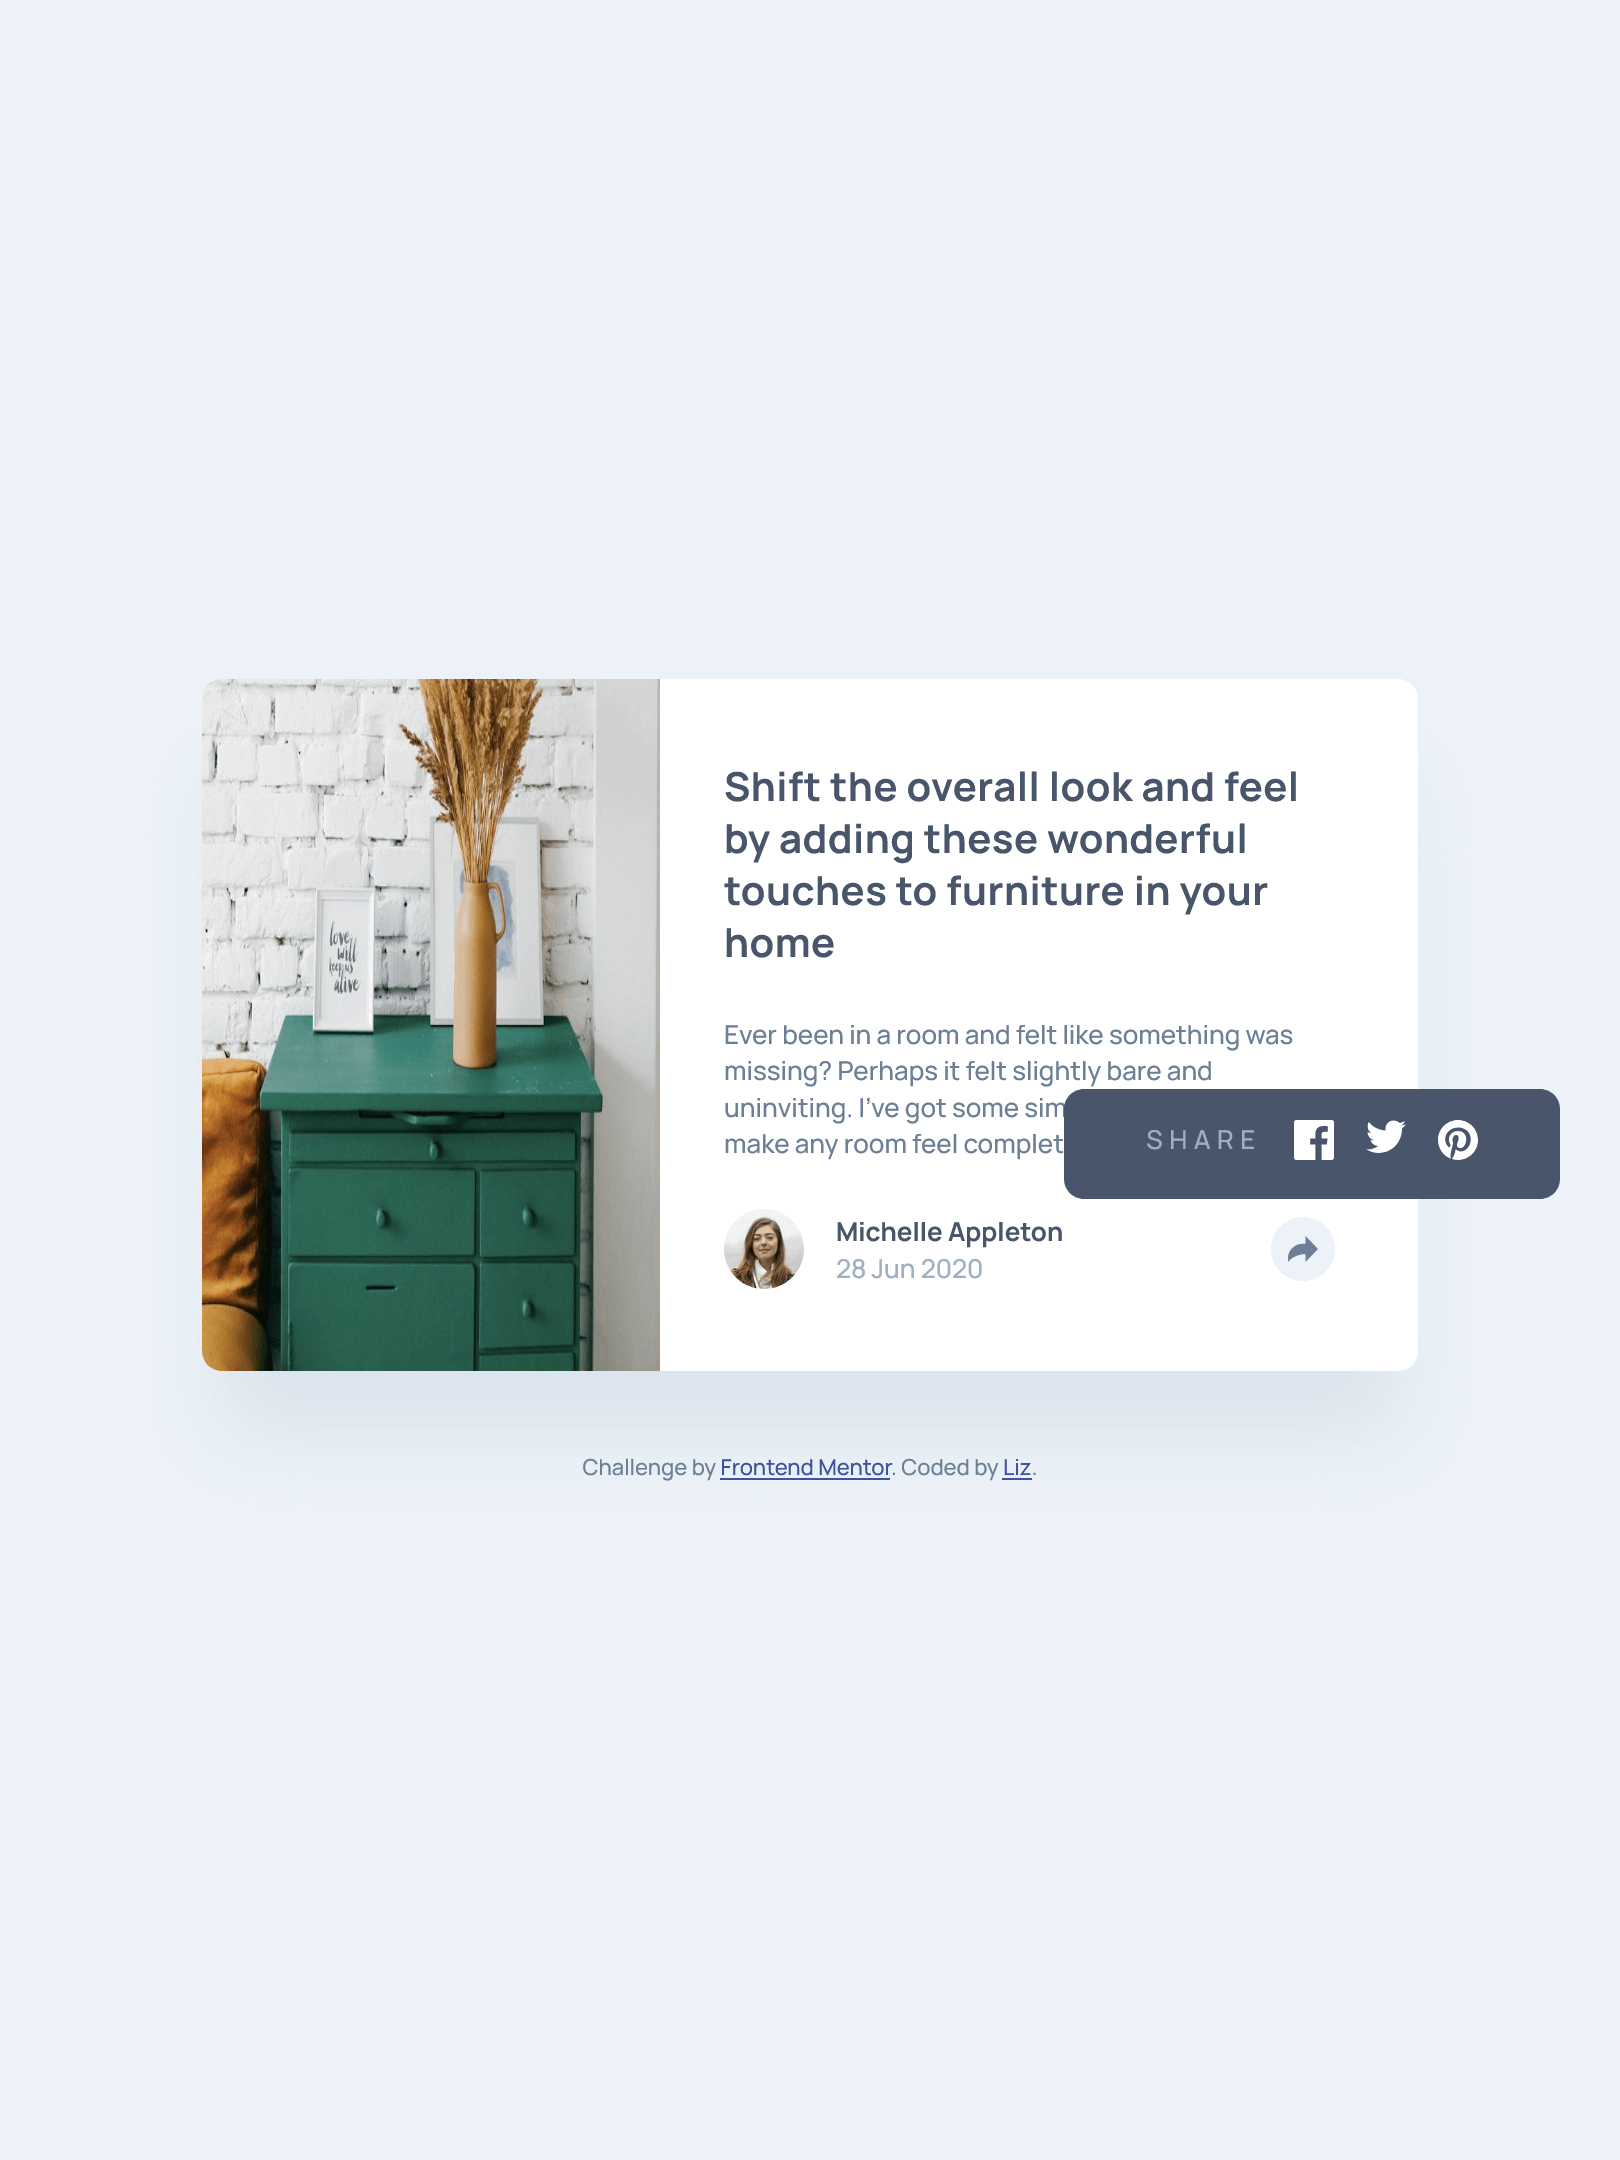 love
will
keep us
alive
Shift the overall look and feel
by adding these wonderful
touches to furniture in your
home
Ever been in a room and felt like something was
missing? Perhaps it felt slightly bare and
uninviting. I've got some sim
make any room feel complet
SHARE
Michelle Appleton
28 Jun 2020
Challenge by Frontend Mentor. Coded by Liz.